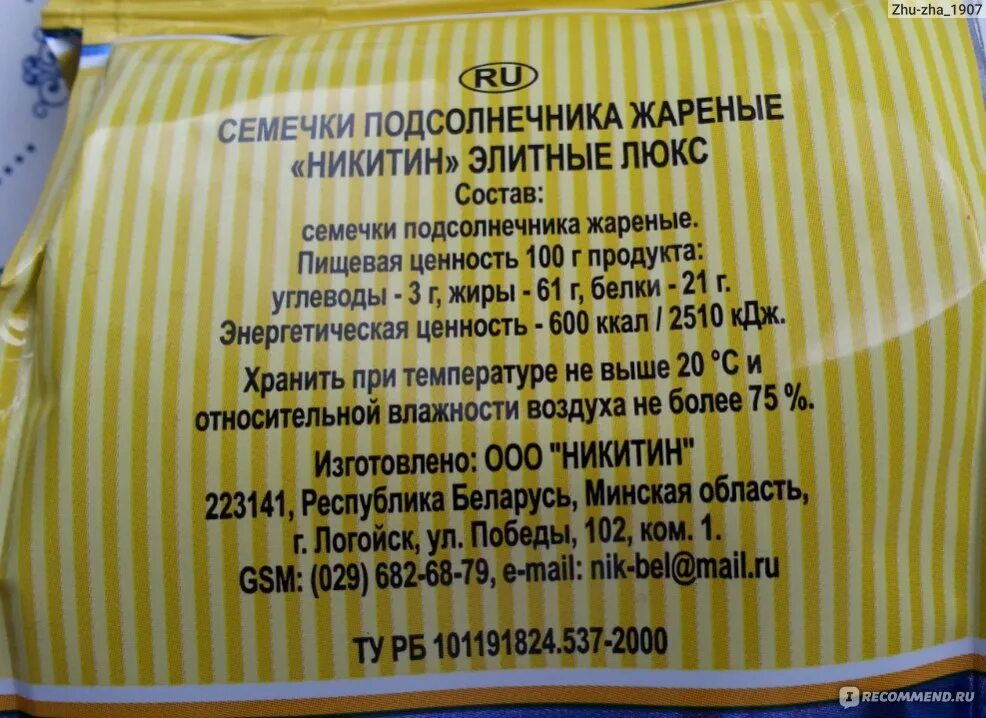 Zhu-zha_1907
RU
СЕМЕЧКИ ПОДСОЛНЕЧНИКА ЖАРЕНЫЕ
«НИКИТИН» ЭЛИТНЫЕ ЛЮКС
Состав:
семечки подсолнечника жареные.
Пищевая ценность 100 г продукта:
углеводы - 3 г, жиры - 61 г, белки - 21 г.
Энергетическая ценность - 600 ккал / 2510 кДж.
Хранить при температуре не выше 20 °С и
относительной влажности воздуха не более 75 %.
Изготовлено: ООО "НИКИТИН"
223141, Республика Беларусь, Минская область,
г. Логойск, ул. Победы, 102, ком. 1.
GSM: (029) 682-68-79, e-mail: nik-bel@mail.ru
ТУ РБ 101191824.537-2000
RECOMMEND.RU